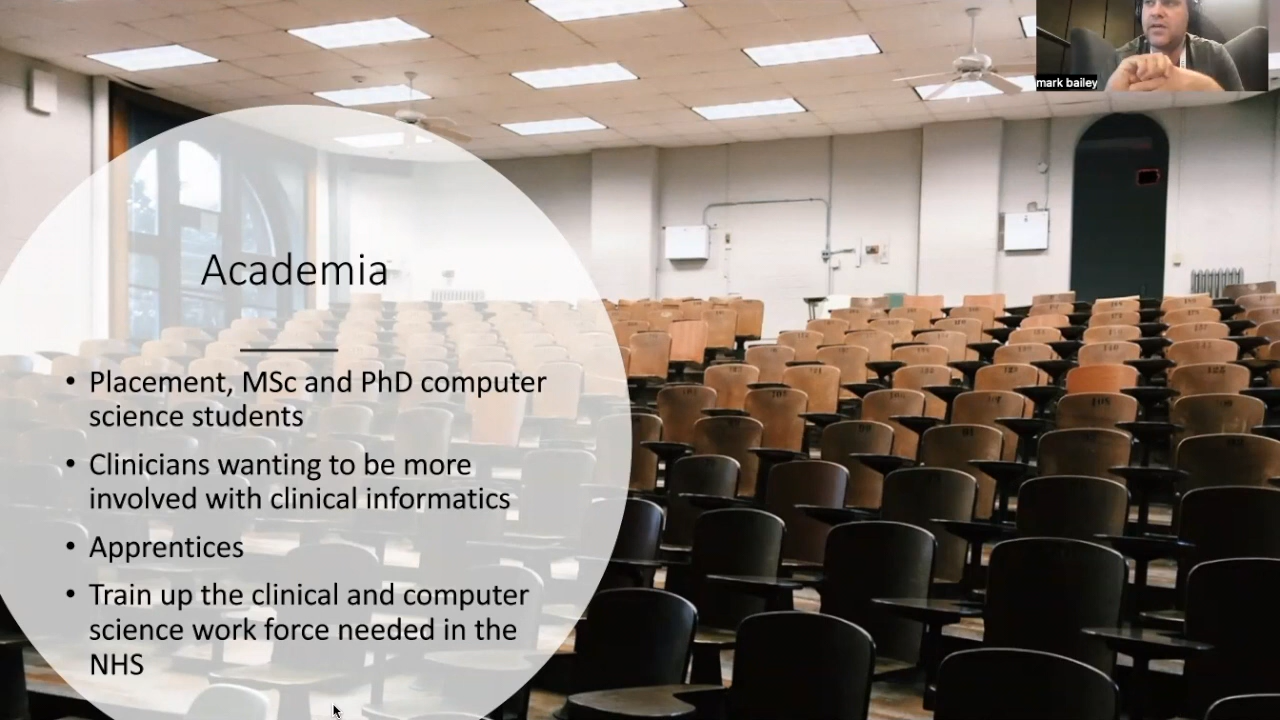 mark bailey
Academia
• Placement, MSc and PhD computer
science students
• Clinicians wanting to be more
involved with clinical informatics
• Apprentices
• Train up the clinical and computer
science work force needed in the
NHS